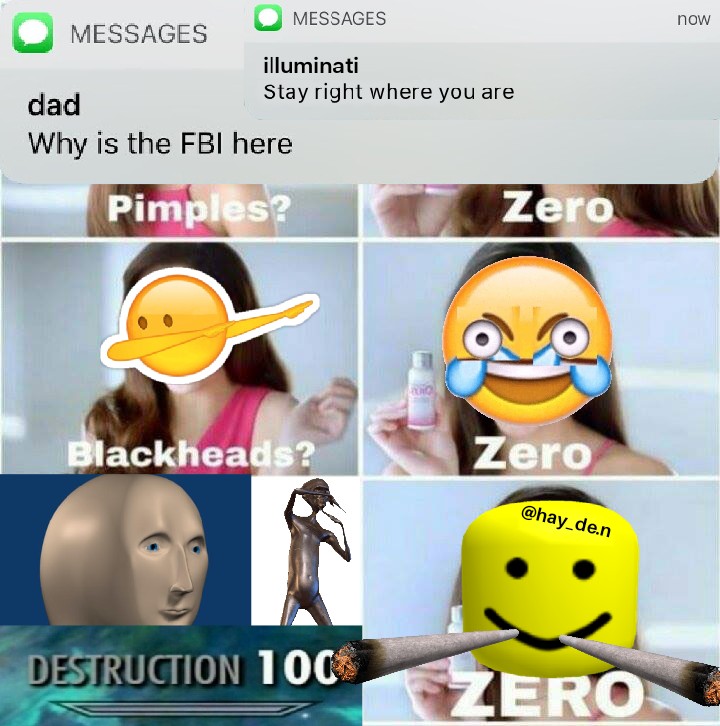 MESSAGES
MESSAGES now
illuminati
Stay right where you are
dad
Why is the FBI here
Pimples?
Zero
Blackheads?
Zero
@hay_de.n
DESTRUCTION 100
ZERO